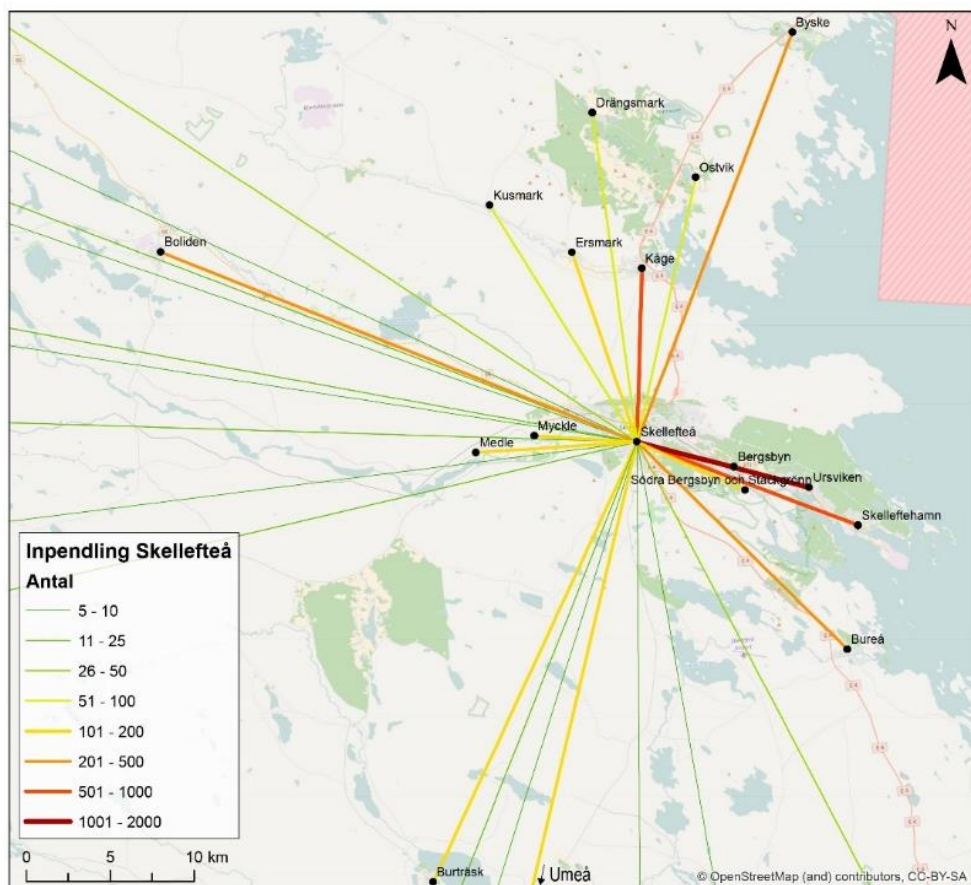 Byske
N
Drängsmark
Ostvik
Kusmark
Ersmark
Boliden
Kåge
Skellefteå
Myckle
Medle
Bergsbyn
Södra Bergsbyn och Stackgrönn
Ursviken
Skelleftehamn
Bureå
Inpendling Skellefteå
Antal
5 - 10
11 - 25
26 - 50
51 - 100
101 - 200
201 - 500
501 - 1000
1001 - 2000
0 5 10 km
Burträsk
Umeå
© OpenStreetMap (and) contributors, CC-BY-SA